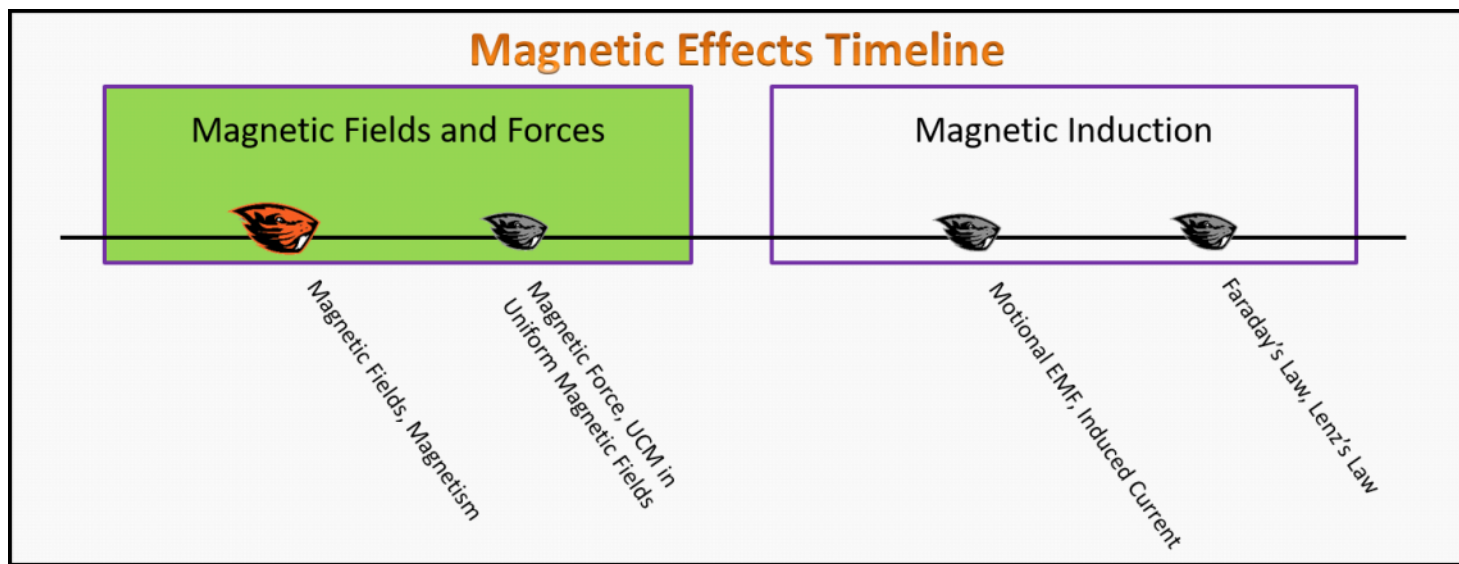 Magnetic Effects Timeline
Magnetic Fields and Forces
Magnetic Induction
Magnetic Fields, Magnetism
Magnetic Force, UCM in
Uniform Magnetic Fields
Motional EMF, Induced Current
Faraday's Law, Lenz's Law